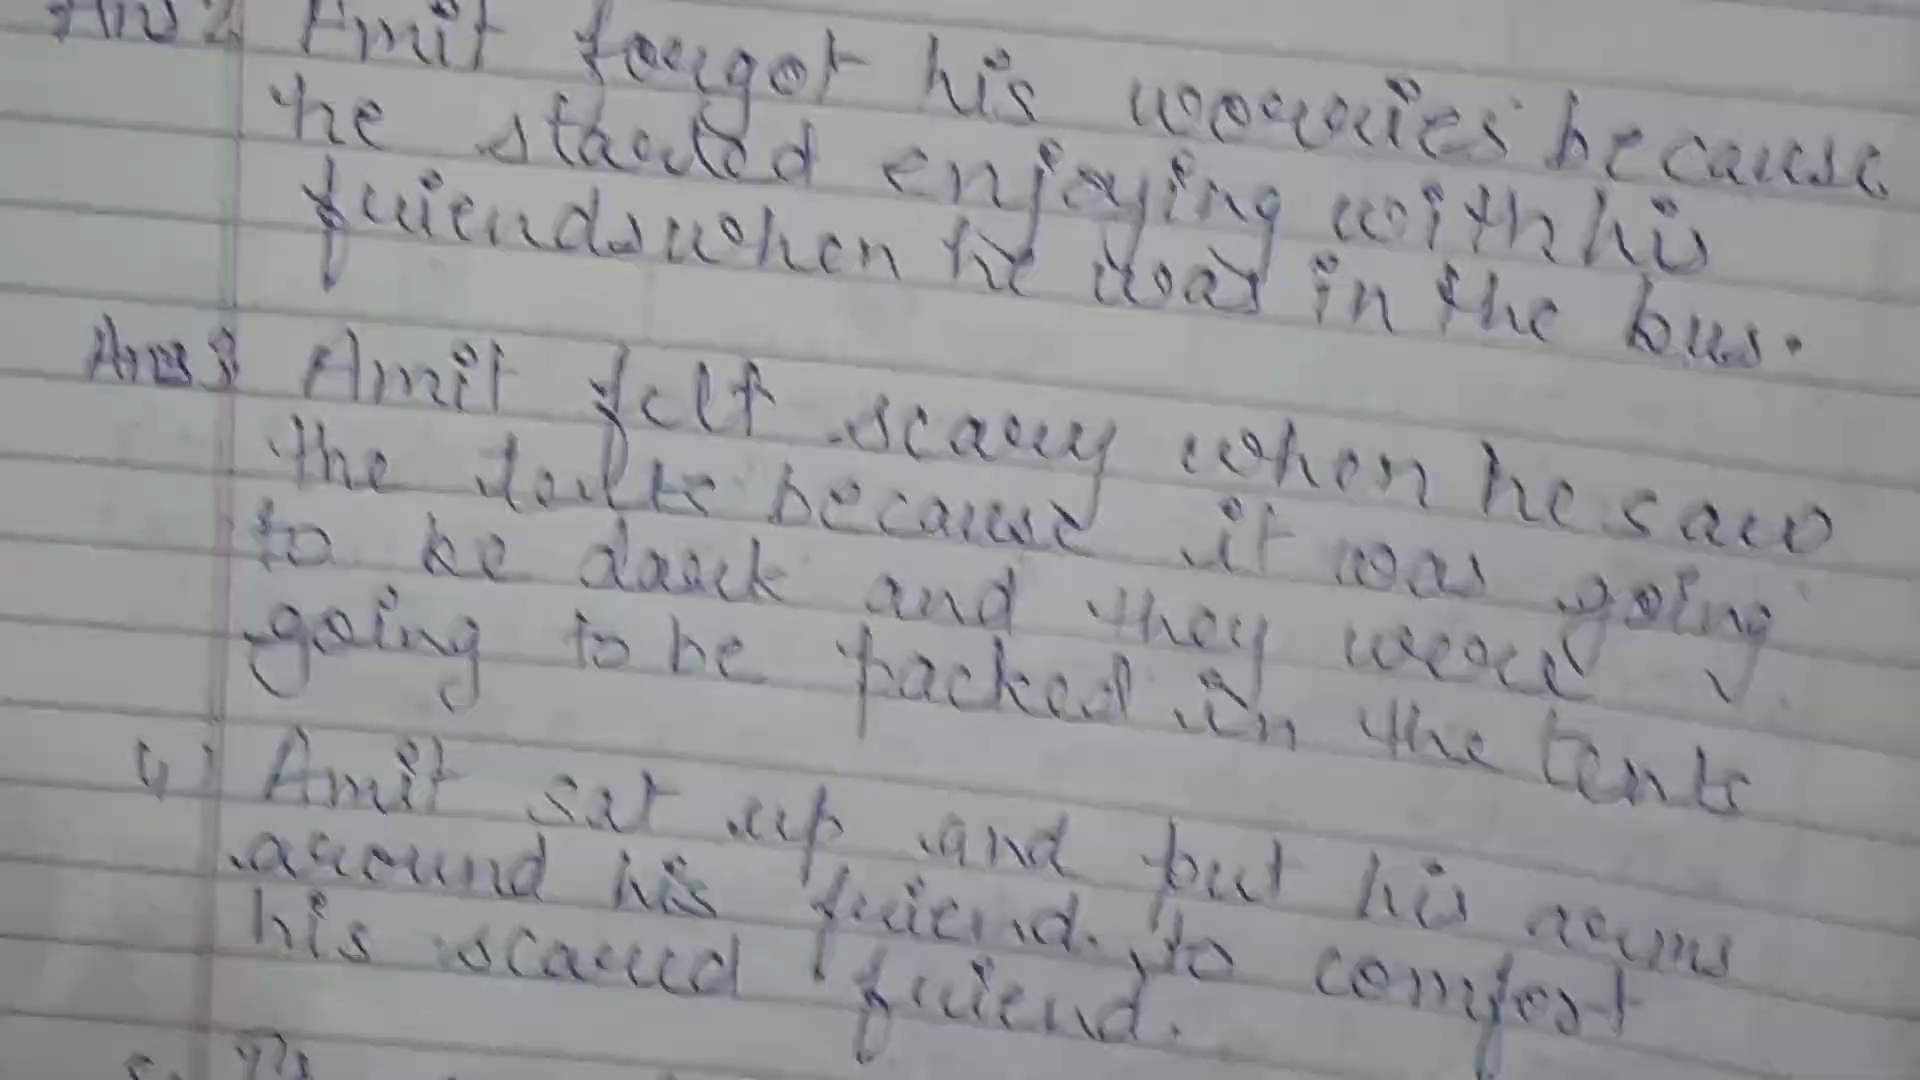 Ans 2 Amit forgot his worries because
he started enjoying with his
friends when he was in the bus.
Ans 3 Amit felt scary when he saw
the because it was going
to be dark and they were
going to be packed in the tents
4) Amit sat up and put his arms
around his friend. to comfort
his scared friend.